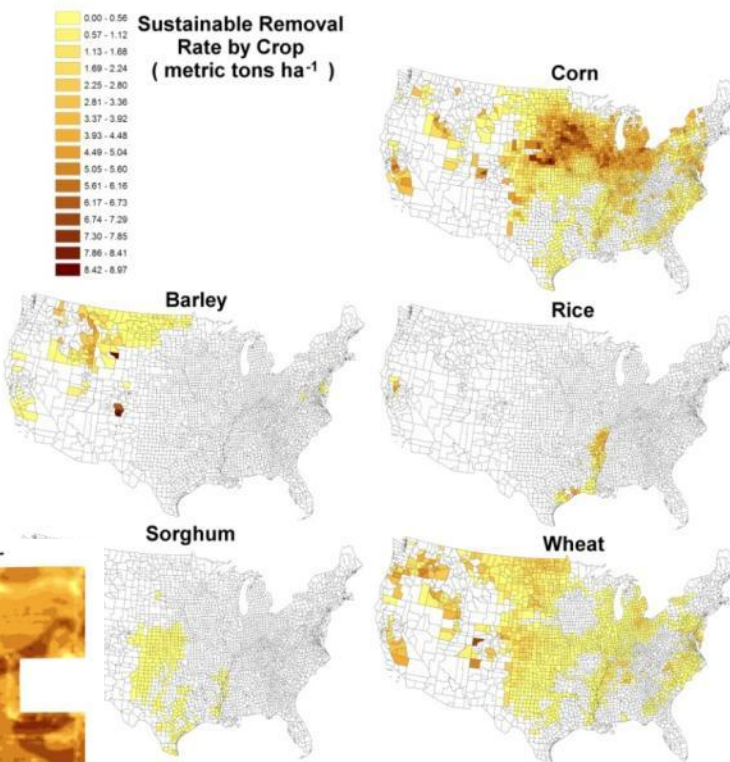 Sustainable Removal
Rate by Crop
( metric tons ha⁻¹ )
0.00 - 0.56
0.57 - 1.12
1.13 - 1.68
1.69 - 2.24
2.25 - 2.80
2.81 - 3.36
3.37 - 3.92
3.93 - 4.48
4.49 - 5.04
5.05 - 5.60
5.61 - 6.16
6.17 - 6.73
6.74 - 7.29
7.30 - 7.85
7.86 - 8.41
8.42 - 8.97
Corn
Barley
Rice
Sorghum
Wheat